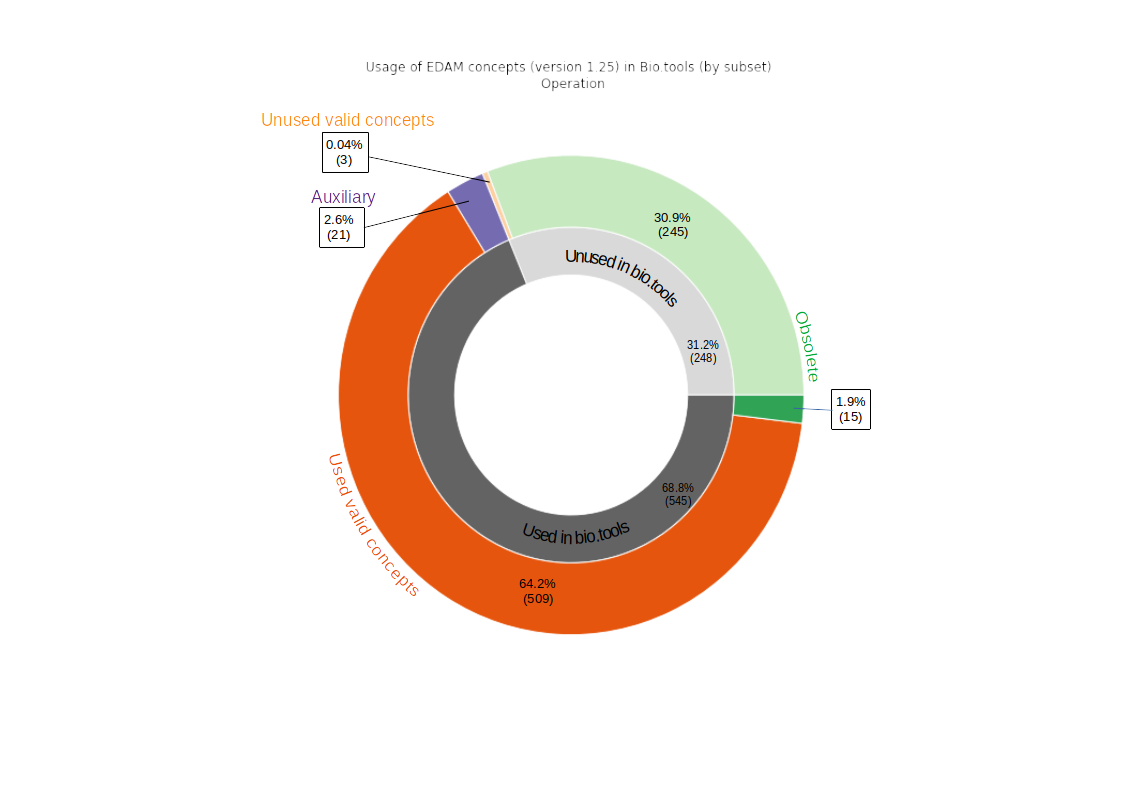 Usage of EDAM concepts (version 1.25) in Bio.tools (by subset)
Operation
Unused valid concepts
0.04%
(3)
Auxiliary
2.6%
(21)
30.9%
(245)
Unused in bio.tools
31.2%
(248)
Obsolete
1.9%
(15)
68.8%
(545)
Used in bio.tools
Used valid concepts
64.2%
(509)